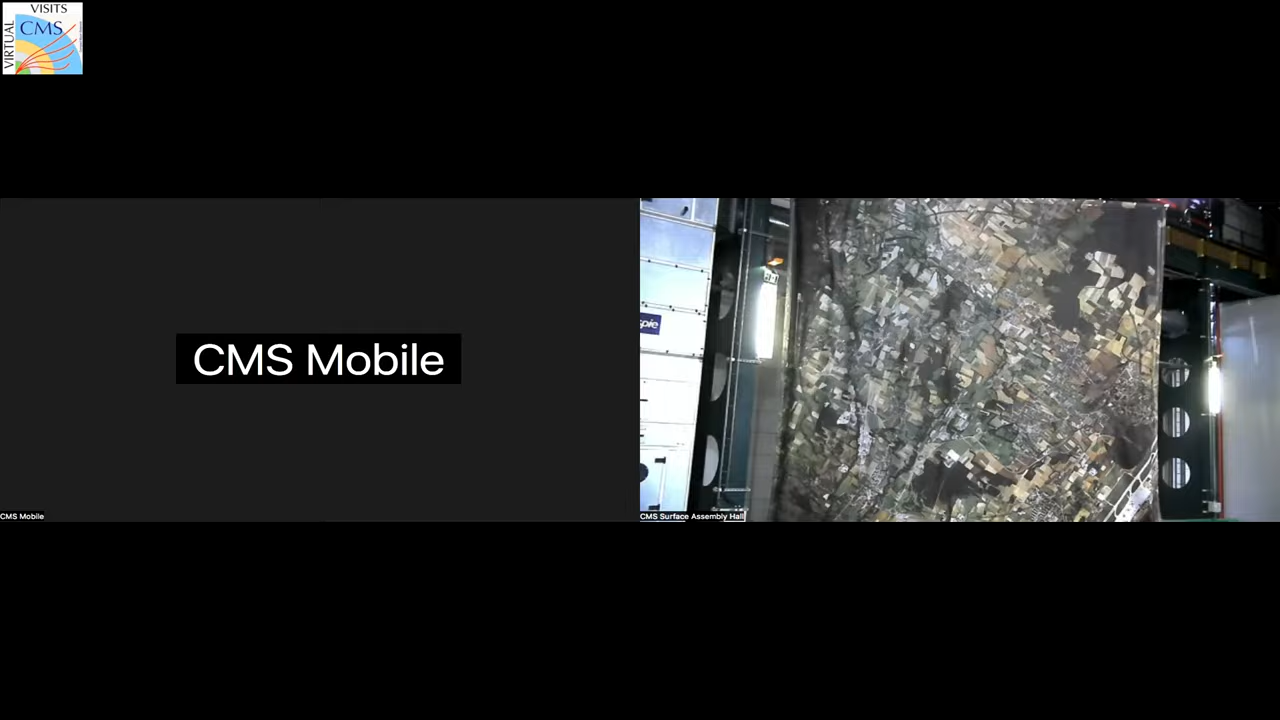 VISITS
VIRTUAL
CMS
CMS Mobile
CMS Mobile
CMS Surface Assembly Hall